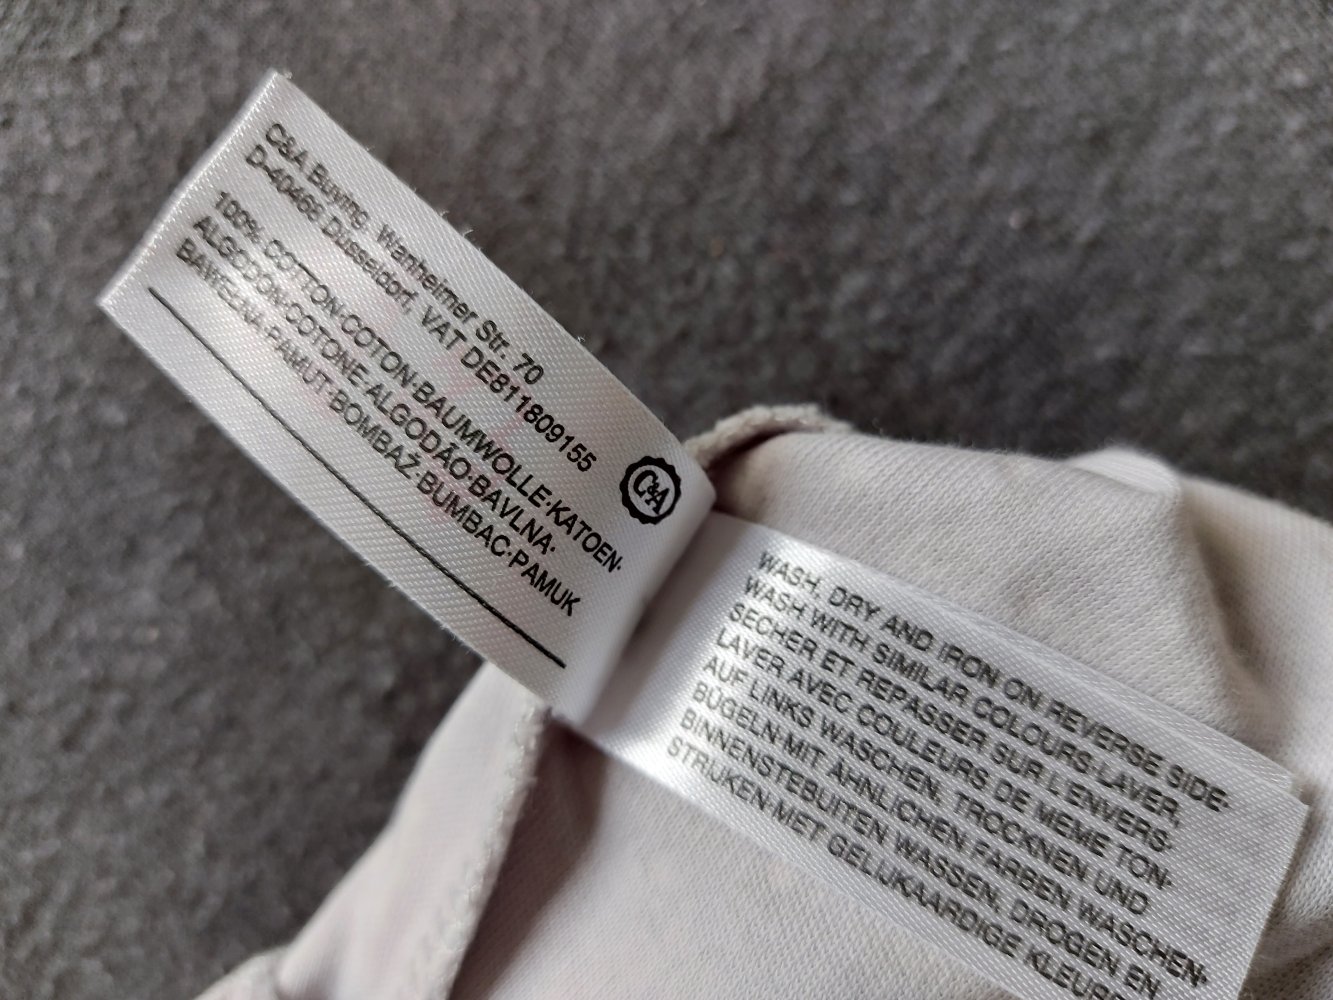 C&A Buying, Wanheimer Str. 70
D-40468 Düsseldorf, VAT DE811809155
100% COTTON·COTON·BAUMWOLLE·KATOEN·
ALGODON·COTONE·ALGODÃO·BAVLNA·
BAWEŁNA·PAMUT·BOMBAŽ·BUMBAC·PAMUK
C&A
WASH, DRY AND IRON ON REVERSE SIDE·
WASH WITH SIMILAR COLOURS·LAVER,
SECHER ET REPASSER SUR L'ENVERS·
LAVER AVEC COULEURS DE MEME TON·
AUF LINKS WASCHEN, TROCKNEN UND
BÜGELN·MIT ÄHNLICHEN FARBEN WASCHEN·
BINNENSTEBUITEN WASSEN, DROGEN EN
STRIJKEN·MET GELIJKAARDIGE